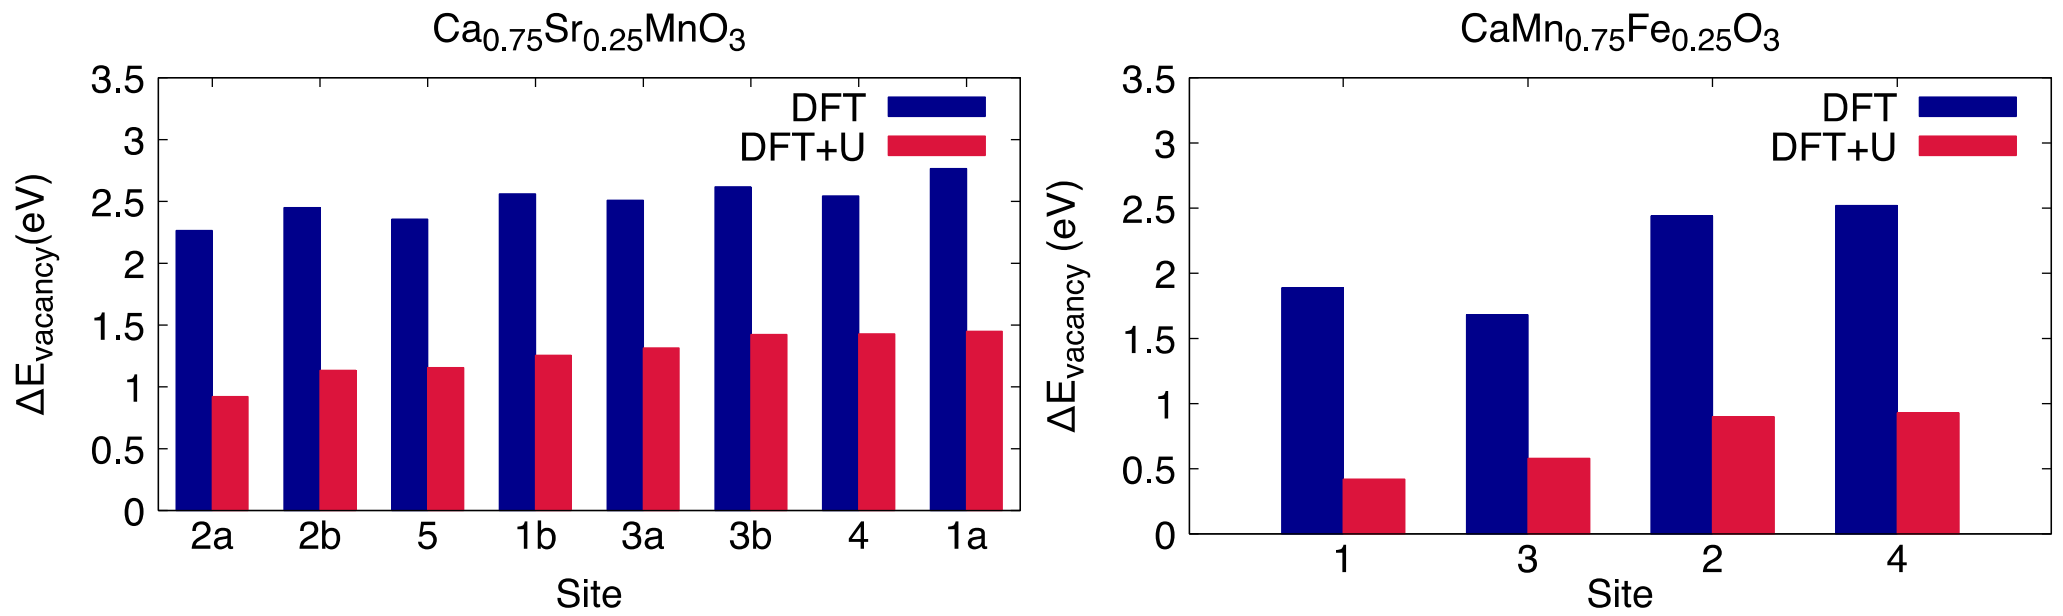 Ca0.75Sr0.25MnO3
3.5
3
2.5
2
1.5
1
0.5
0
ΔEvacancy(eV)
DFT
DFT+U
2a 2b 5 1b 3a 3b 4 1a
Site
CaMn0.75Fe0.25O3
3.5
3
2.5
2
1.5
1
0.5
0
ΔEvacancy (eV)
DFT
DFT+U
1 3 2 4
Site